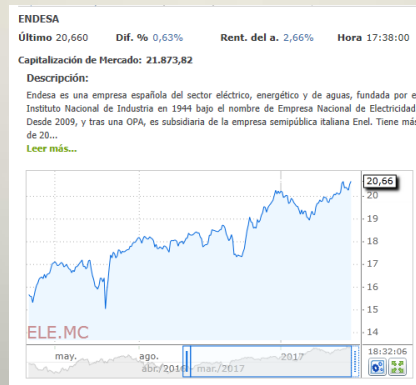 ENDESA
Último 20,660 Dif. % 0,63% Rent. del a. 2,66% Hora 17:38:00
Capitalización de Mercado: 21.873,82
Descripción:
Endesa es una empresa española del sector eléctrico, energético y de aguas, fundada por e
Instituto Nacional de Industria en 1944 bajo el nombre de Empresa Nacional de Electricidad
Desde 2009, y tras una OPA, es subsidiaria de la empresa semipública italiana Enel. Tiene más
de 20...
Leer más...
20,66
20
19
18
17
16
15
14
ELE.MC
may. ago. 2017
abr./2016 mar./2017
18:32:06